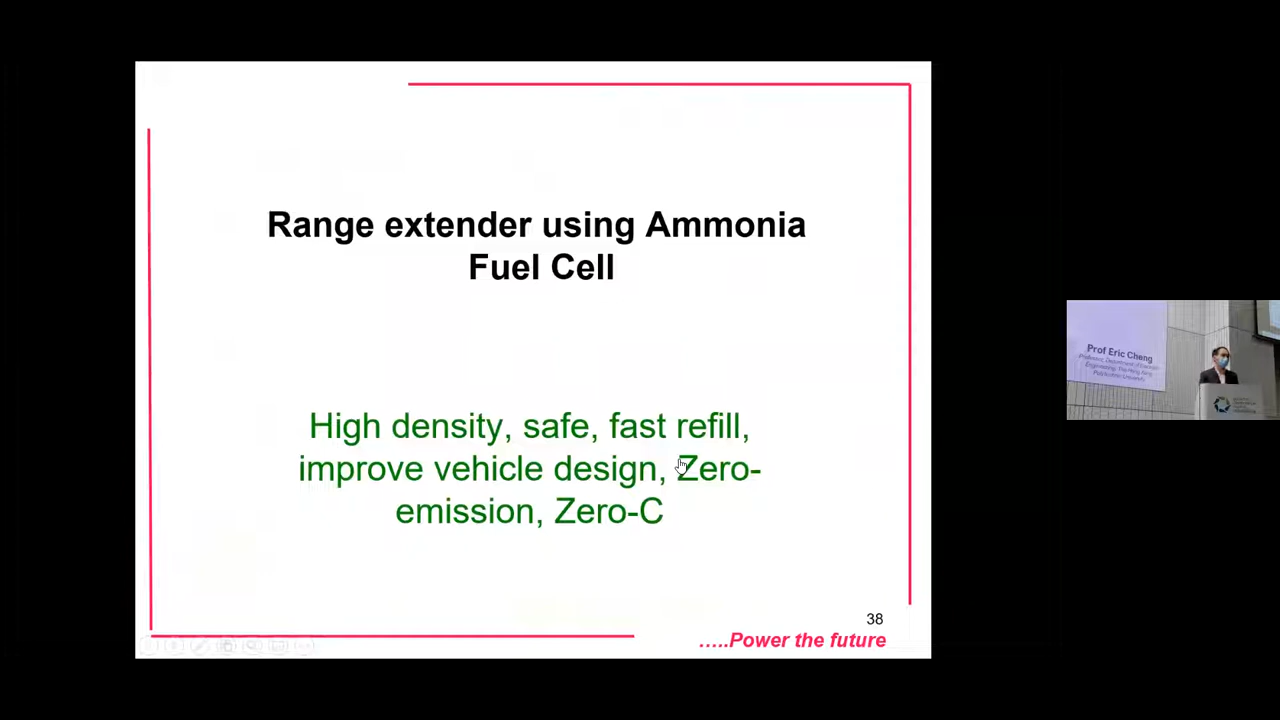 Range extender using Ammonia
Fuel Cell
High density, safe, fast refill,
improve vehicle design, Zero-
emission, Zero-C
38
…..Power the future
Prof Eric Cheng